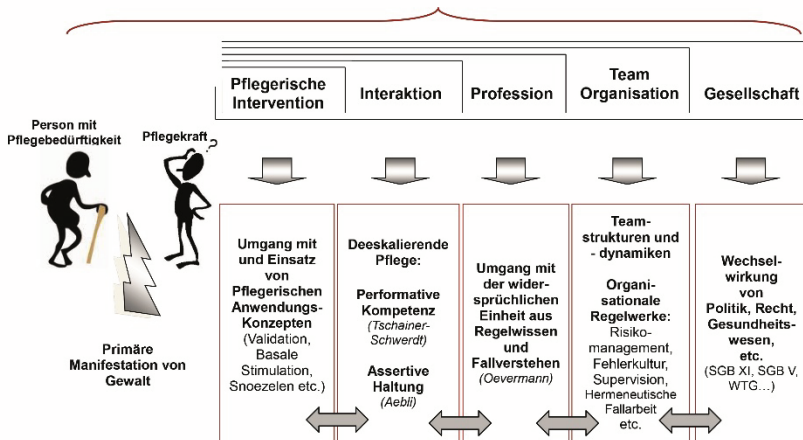 Pflegerische
Intervention
Interaktion
Profession
Team
Organisation
Gesellschaft
Person mit
Pflegebedürftigkeit
Pflegekraft
?
Primäre
Manifestation von
Gewalt
Umgang mit
und Einsatz
von
Pflegerischen
Anwendungs-
Konzepten
(Validation,
Basale
Stimulation,
Snoezelen etc.)
Deeskalierende
Pflege:
Performative
Kompetenz
(Tschainer-
Schwerdt)
Assertive
Haltung
(Aebli)
Umgang mit
der wider-
sprüchlichen
Einheit aus
Regelwissen
und
Fallverstehen
(Oevermann)
Team-
strukturen und
- dynamiken
Organi-
sationale
Regelwerke:
Risiko-
management,
Fehlerkultur,
Supervision,
Hermeneutische
Fallarbeit
etc.
Wechsel-
wirkung
von
Politik, Recht,
Gesundheits-
wesen,
etc.
(SGB XI, SGB V,
WTG...)